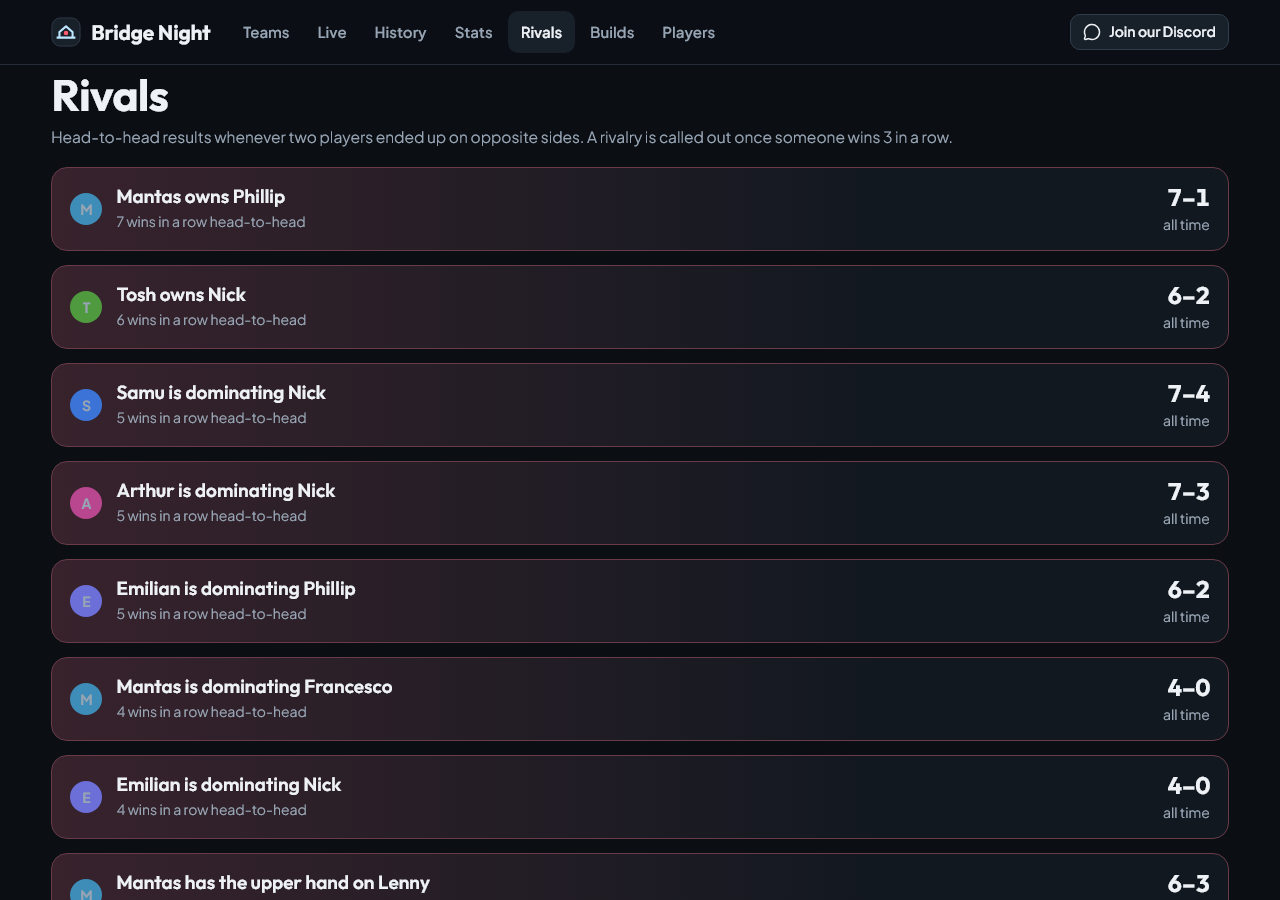 Bridge Night
Teams
Live
History
Stats
Rivals
Builds
Players
Join our Discord
Rivals
Head-to-head results whenever two players ended up on opposite sides. A rivalry is called out once someone wins 3 in a row.
M
Mantas owns Phillip
7 wins in a row head-to-head
7–1
all time
T
Tosh owns Nick
6 wins in a row head-to-head
6–2
all time
S
Samu is dominating Nick
5 wins in a row head-to-head
7–4
all time
A
Arthur is dominating Nick
5 wins in a row head-to-head
7–3
all time
E
Emilian is dominating Phillip
5 wins in a row head-to-head
6–2
all time
M
Mantas is dominating Francesco
4 wins in a row head-to-head
4–0
all time
E
Emilian is dominating Nick
4 wins in a row head-to-head
4–0
all time
M
Mantas has the upper hand on Lenny
6–3